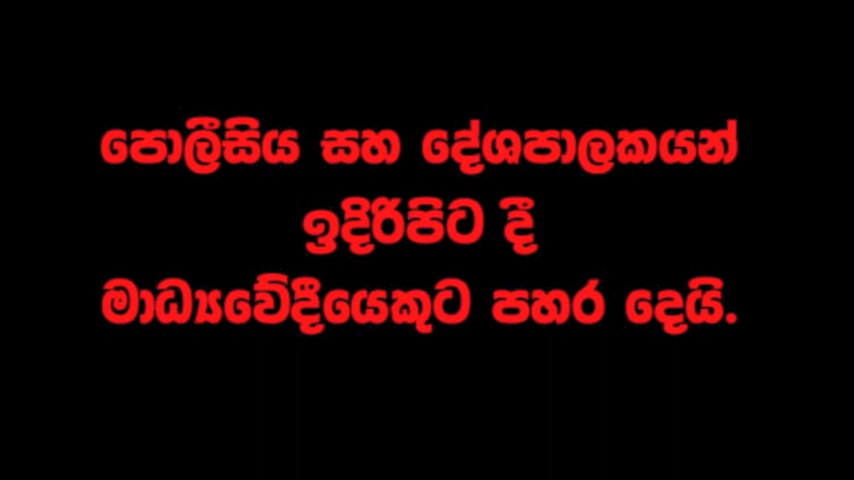 පොලීසිය සහ දේශපාලකයන්
ඉදිරිපිට දී
මාධ්‍යවේදීයෙකුට පහර දෙයි.